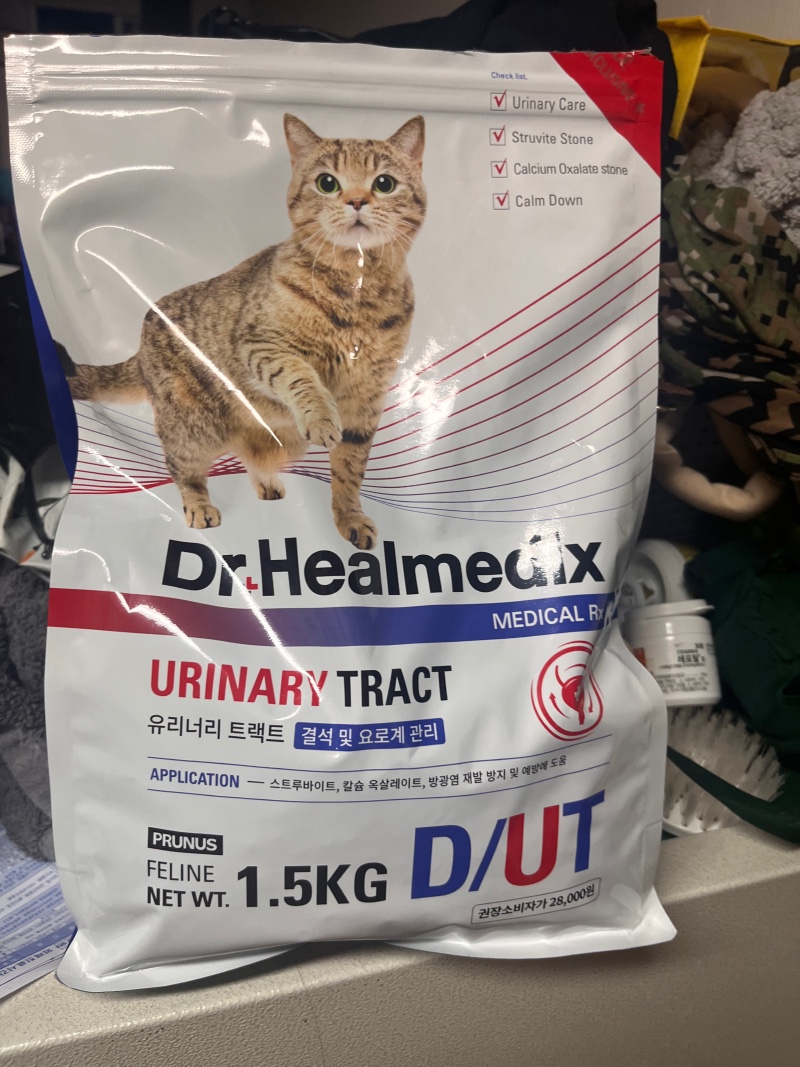 Check list.
Urinary Care
Struvite Stone
Calcium Oxalate stone
Calm Down
Dr.Healmedix
MEDICAL Rx
URINARY TRACT
유리너리 트랙트 결석 및 요로계 관리
APPLICATION — 스트루바이트, 칼슘 옥살레이트, 방광염 재발 방지 및 예방에 도움
PRUNUS
FELINE
NET WT. 1.5KG
D/UT
권장소비자가 28,000원